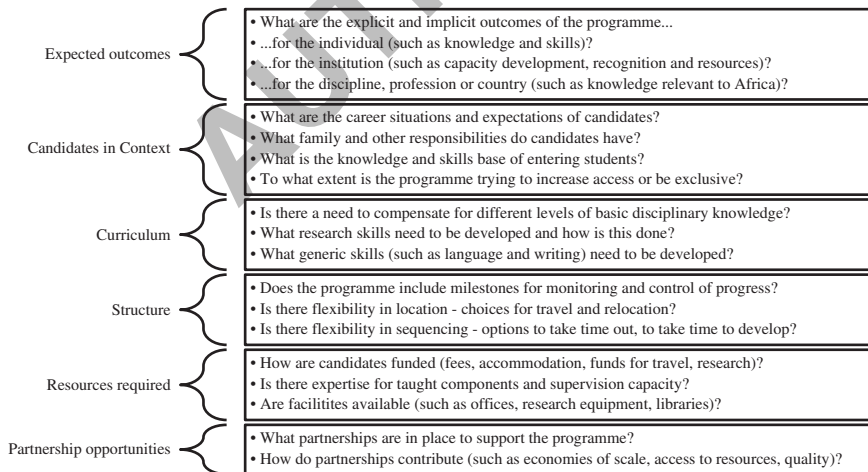 Expected outcomes
• What are the explicit and implicit outcomes of the programme...
• ...for the individual (such as knowledge and skills)?
• ...for the institution (such as capacity development, recognition and resources)?
• ...for the discipline, profession or country (such as knowledge relevant to Africa)?
Candidates in Context
• What are the career situations and expectations of candidates?
• What family and other responsibilities do candidates have?
• What is the knowledge and skills base of entering students?
• To what extent is the programme trying to increase access or be exclusive?
Curriculum
• Is there a need to compensate for different levels of basic disciplinary knowledge?
• What research skills need to be developed and how is this done?
• What generic skills (such as language and writing) need to be developed?
Structure
• Does the programme include milestones for monitoring and control of progress?
• Is there flexibility in location - choices for travel and relocation?
• Is there flexibility in sequencing - options to take time out, to take time to develop?
Resources required
• How are candidates funded (fees, accommodation, funds for travel, research)?
• Is there expertise for taught components and supervision capacity?
• Are facilitites available (such as offices, research equipment, libraries)?
Partnership opportunities
• What partnerships are in place to support the programme?
• How do partnerships contribute (such as economies of scale, access to resources, quality)?